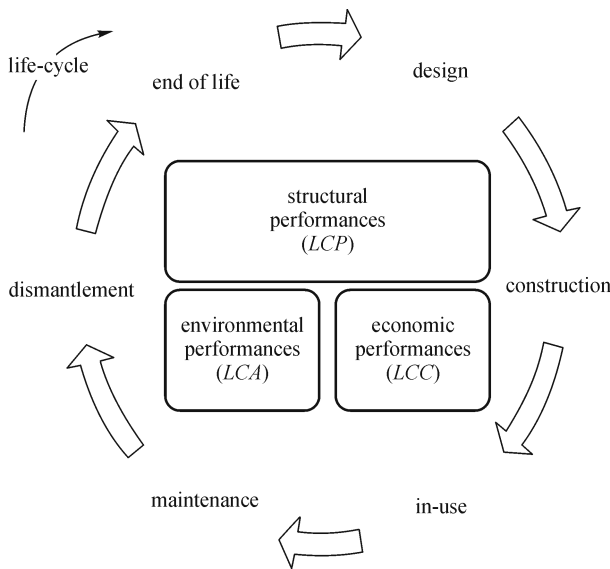 life-cycle
end of life
design
structural
performances
(LCP)
dismantlement
construction
environmental
performances
(LCA)
economic
performances
(LCC)
maintenance
in-use